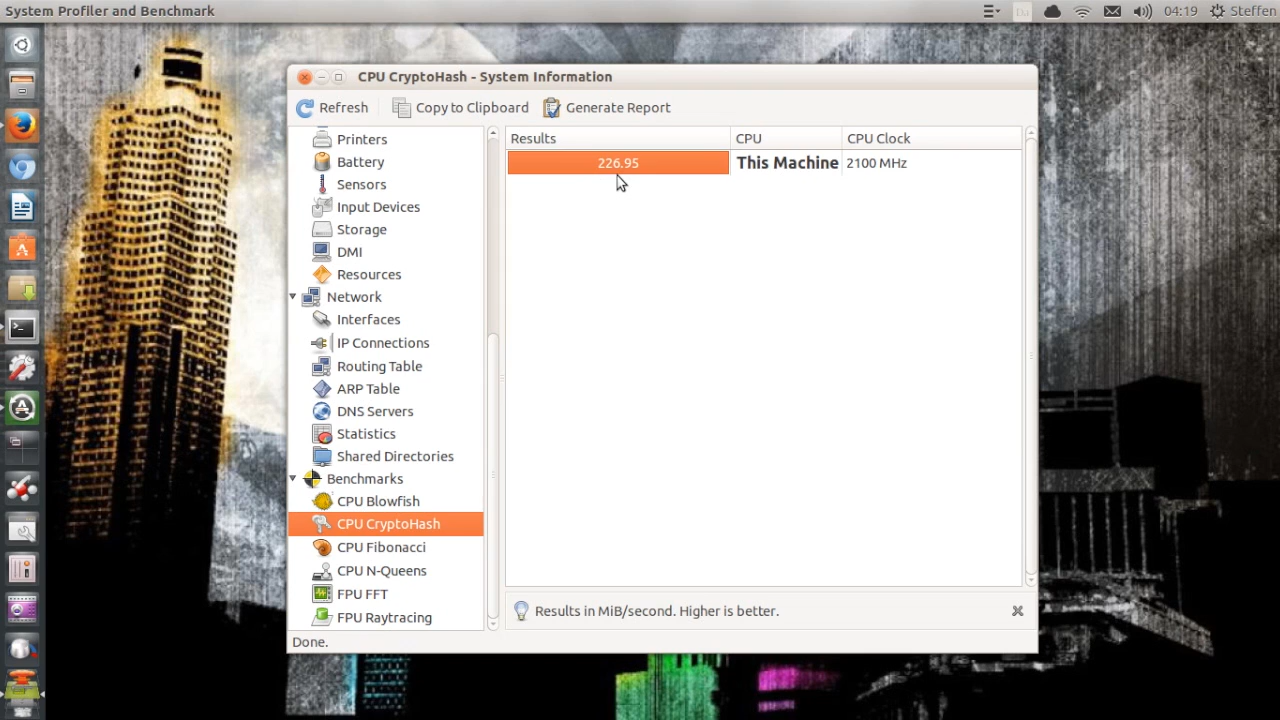 System Profiler and Benchmark
04:19 Steffen
CPU CryptoHash - System Information
Refresh Copy to Clipboard Generate Report
Printers
Battery
Sensors
Input Devices
Storage
DMI
Resources
Network
Interfaces
IP Connections
Routing Table
ARP Table
DNS Servers
Statistics
Shared Directories
Benchmarks
CPU Blowfish
CPU CryptoHash
CPU Fibonacci
CPU N-Queens
FPU FFT
FPU Raytracing
Results CPU CPU Clock
226.95 This Machine 2100 MHz
Results in MiB/second. Higher is better.
Done.